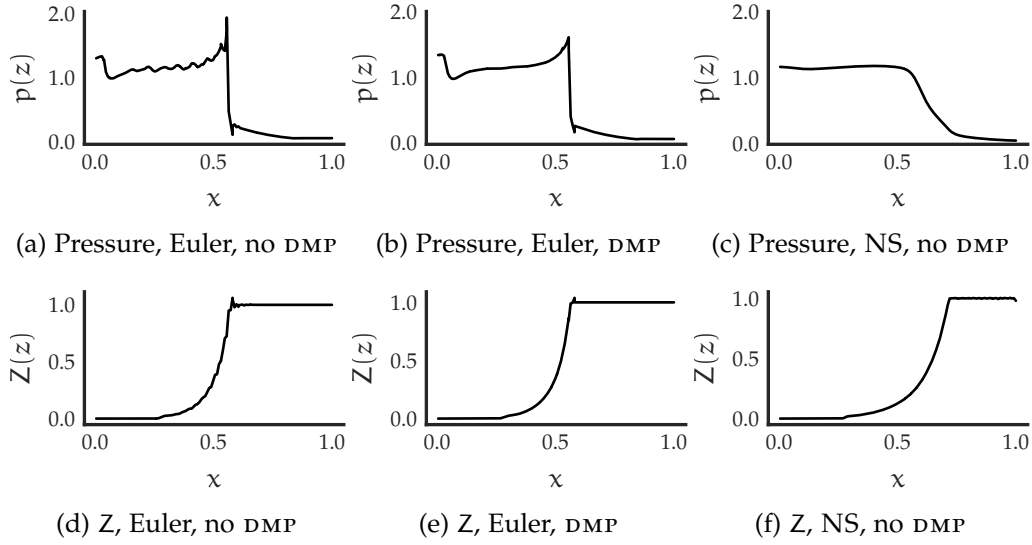 2.0 2.0 2.0
p(z) 1.0 p(z) 1.0 p(z) 1.0
0.0 0.0 0.0
0.0 0.5 1.0 0.0 0.5 1.0 0.0 0.5 1.0
x x x
(a) Pressure, Euler, no DMP (b) Pressure, Euler, DMP (c) Pressure, NS, no DMP
1.0 1.0 1.0
Z(z) 0.5 Z(z) 0.5 Z(z) 0.5
0.0 0.0 0.0
0.0 0.5 1.0 0.0 0.5 1.0 0.0 0.5 1.0
x x x
(d) Z, Euler, no DMP (e) Z, Euler, DMP (f) Z, NS, no DMP